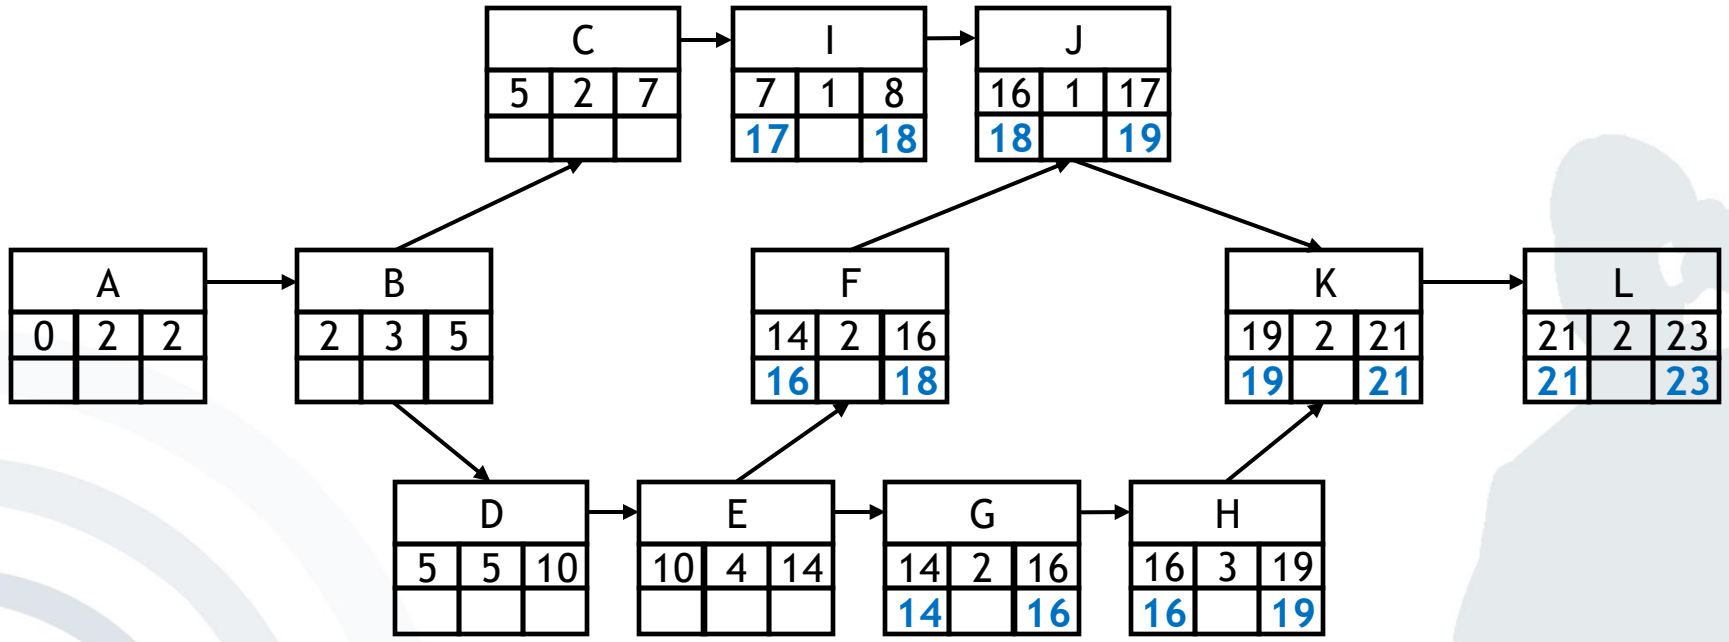 C
5 2 7
I
7 1 8
17 18
J
16 1 17
18 19
A
0 2 2
B
2 3 5
F
14 2 16
16 18
K
19 2 21
19 21
L
21 2 23
21 23
D
5 5 10
E
10 4 14
G
14 2 16
14 16
H
16 3 19
16 19